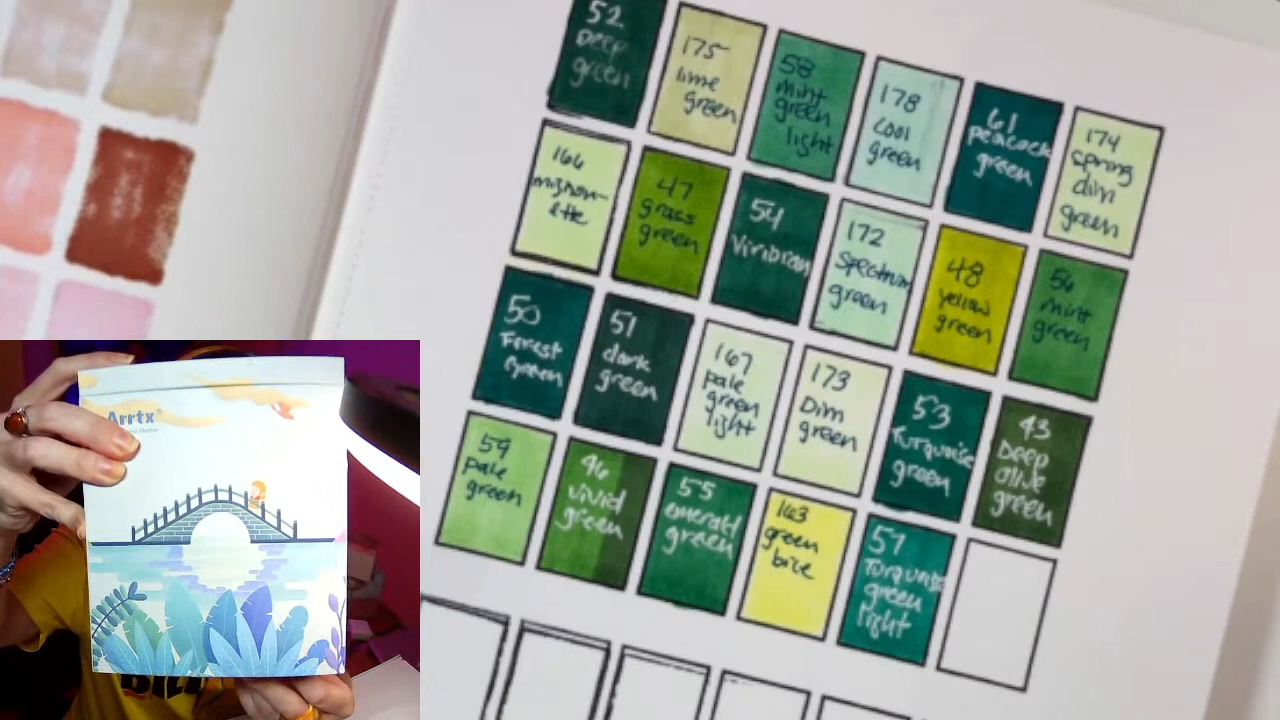 52
Deep
green
175
lime
green
58
mint
green
light
178
cool
green
61
peacock
green
174
spring
dim
green
166
mignon-
ette
47
grass
green
54
Viridian
172
Spectrum
green
48
yellow
green
56
mint
green
50
Forest
Green
51
dark
green
167
pale
green
light
173
Dim
green
53
Turquoise
green
43
Deep
olive
green
59
pale
green
46
vivid
green
55
emerald
green
163
green
bice
57
Turquoise
green
light
Arrtx
Marker